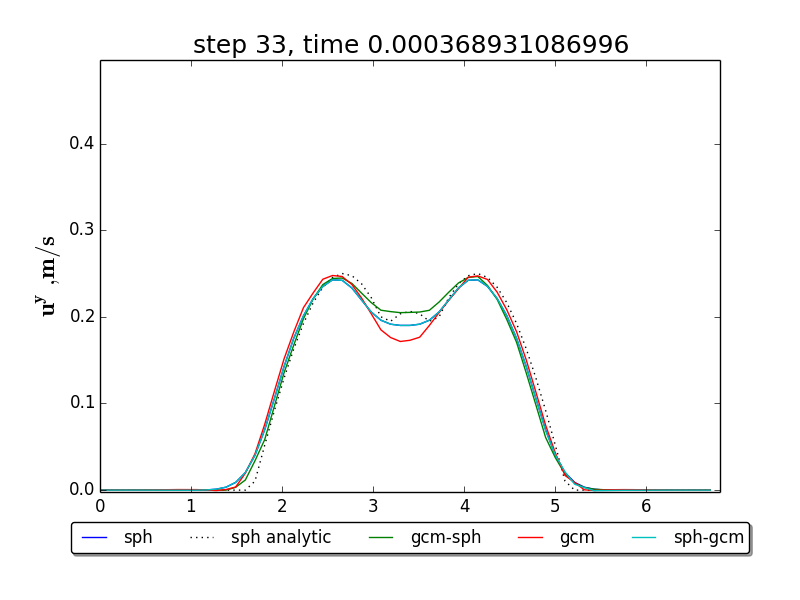 step 33, time 0.000368931086996
0.4
0.3
0.2
0.1
0.0
u^y ,m/s
0 1 2 3 4 5 6
sph sph analytic gcm-sph gcm sph-gcm